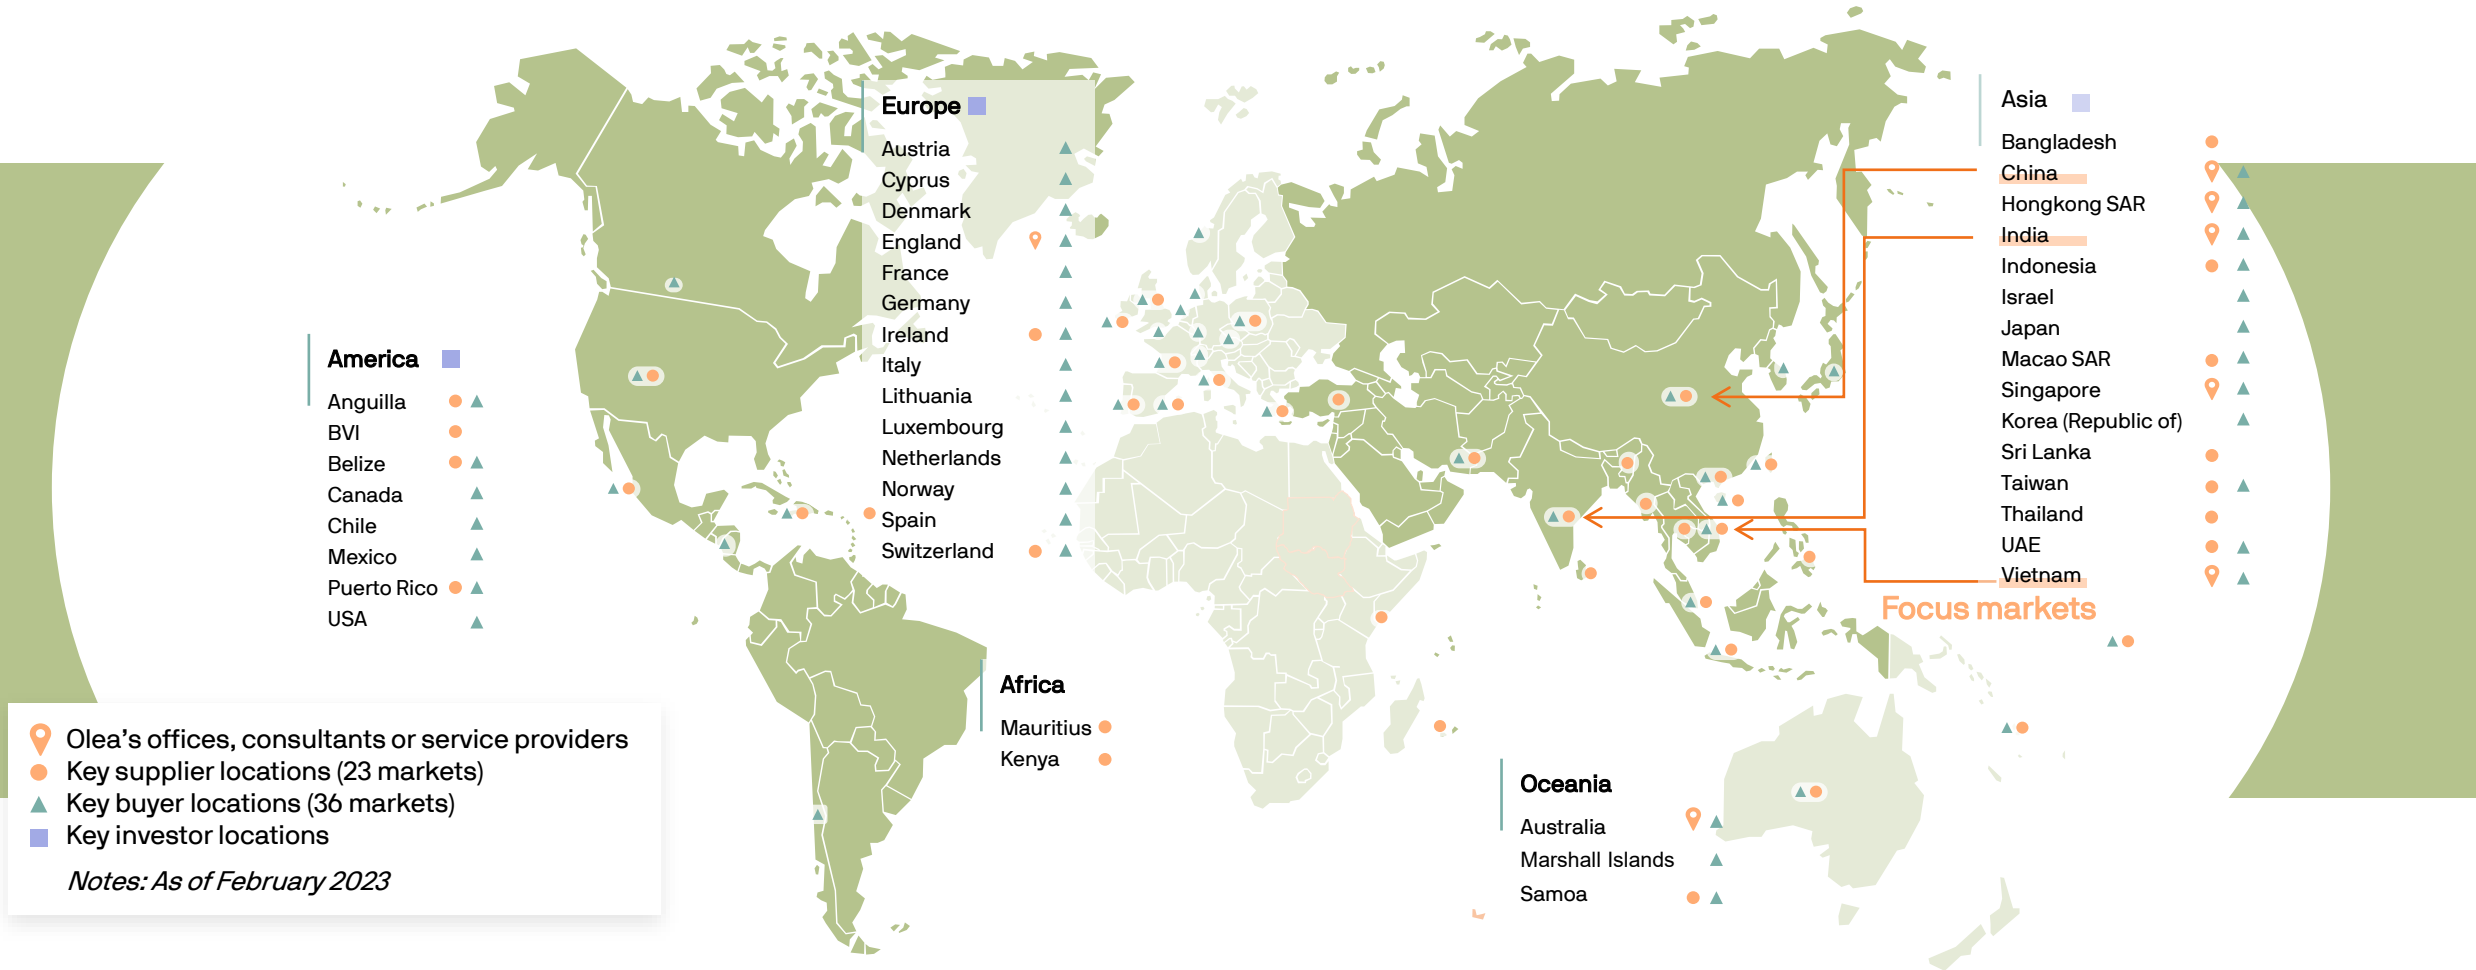 Europe
Austria
Cyprus
Denmark
England
France
Germany
Ireland
Italy
Lithuania
Luxembourg
Netherlands
Norway
Spain
Switzerland
Asia
Bangladesh
China
Hongkong SAR
India
Indonesia
Israel
Japan
Macao SAR
Singapore
Korea (Republic of)
Sri Lanka
Taiwan
Thailand
UAE
Vietnam
Focus markets
America
Anguilla
BVI
Belize
Canada
Chile
Mexico
Puerto Rico
USA
Africa
Mauritius
Kenya
Oceania
Australia
Marshall Islands
Samoa
Olea's offices, consultants or service providers
Key supplier locations (23 markets)
Key buyer locations (36 markets)
Key investor locations
Notes: As of February 2023